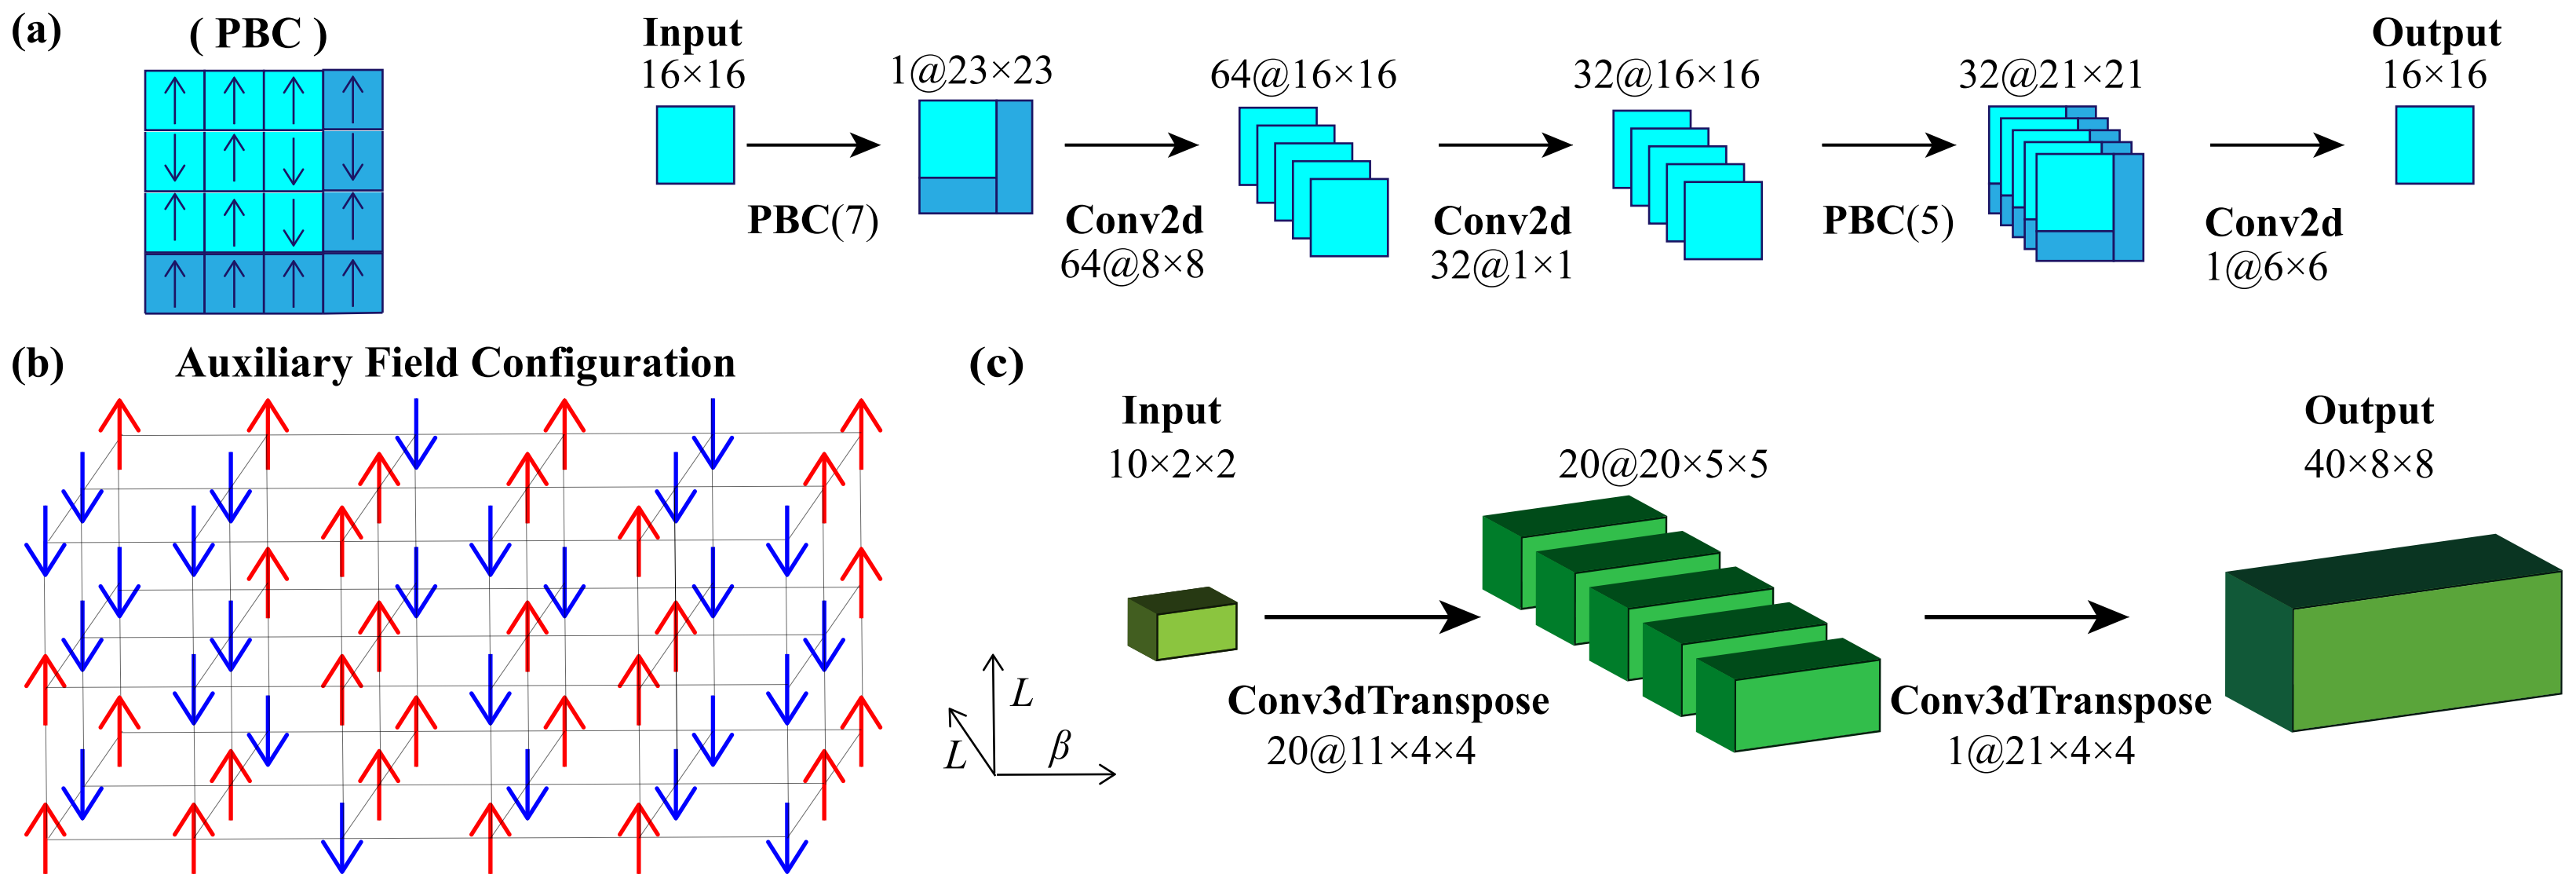 (a)
( PBC )
Input
16×16
1@23×23
64@16×16
32@16×16
32@21×21
Output
16×16
PBC(7)
Conv2d
64@8×8
Conv2d
32@1×1
PBC(5)
Conv2d
1@6×6
(b)
Auxiliary Field Configuration
(c)
Input
10×2×2
20@20×5×5
Output
40×8×8
L
L
β
Conv3dTranspose
20@11×4×4
Conv3dTranspose
1@21×4×4